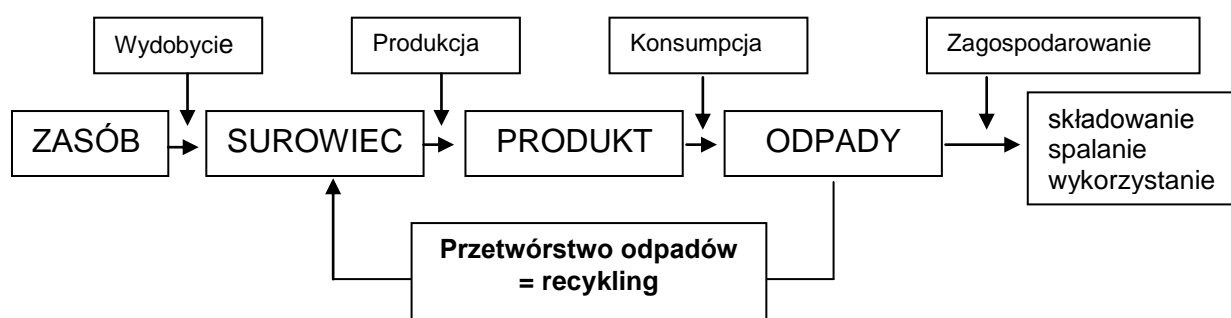 Wydobycie
Produkcja
Konsumpcja
Zagospodarowanie
ZASÓB
SUROWIEC
PRODUKT
ODPADY
składowanie
spalanie
wykorzystanie
Przetwórstwo odpadów
= recykling